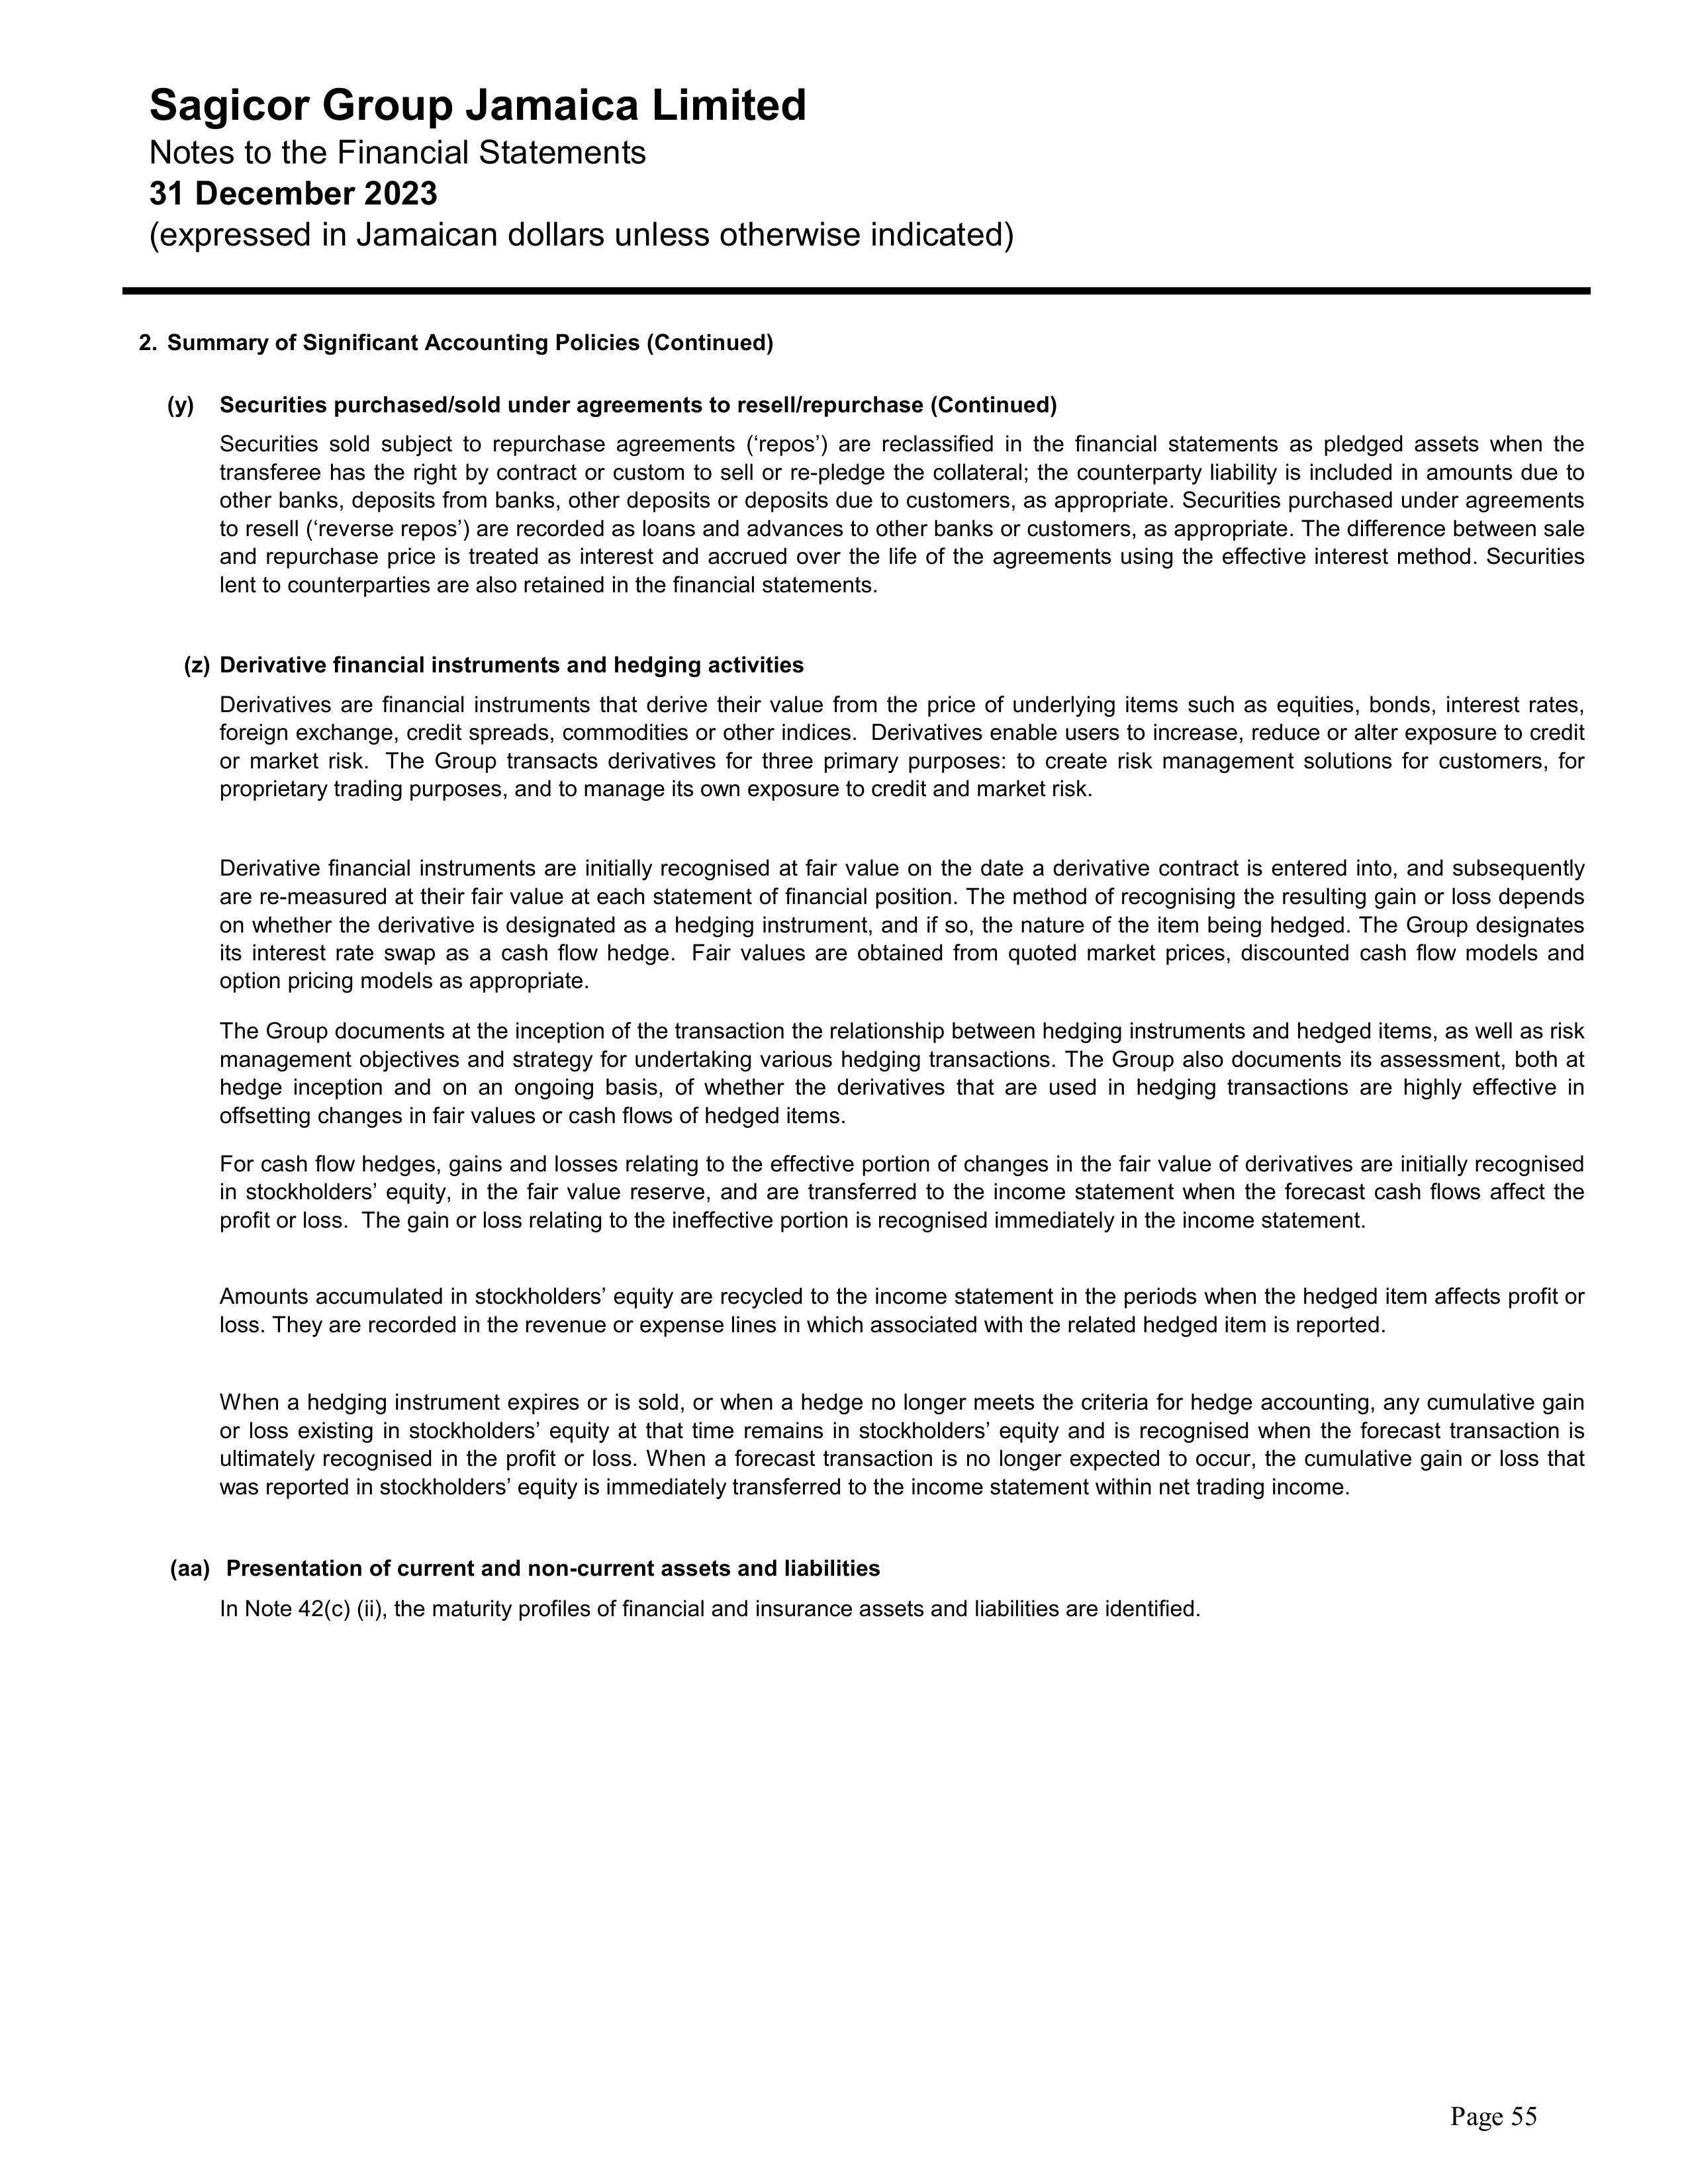 Sagicor Group Jamaica Limited
Notes to the Financial Statements
31 December 2023
(expressed in Jamaican dollars unless otherwise indicated)
2. Summary of Significant Accounting Policies (Continued)
(y) Securities purchased/sold under agreements to resell/repurchase (Continued)
Securities sold subject to repurchase agreements (‘repos’) are reclassified in the financial statements as pledged assets when the
transferee has the right by contract or custom to sell or re-pledge the collateral; the counterparty liability is included in amounts due to
other banks, deposits from banks, other deposits or deposits due to customers, as appropriate. Securities purchased under agreements
to resell (‘reverse repos’) are recorded as loans and advances to other banks or customers, as appropriate. The difference between sale
and repurchase price is treated as interest and accrued over the life of the agreements using the effective interest method. Securities
lent to counterparties are also retained in the financial statements.
(z) Derivative financial instruments and hedging activities
Derivatives are financial instruments that derive their value from the price of underlying items such as equities, bonds, interest rates,
foreign exchange, credit spreads, commodities or other indices. Derivatives enable users to increase, reduce or alter exposure to credit
or market risk. The Group transacts derivatives for three primary purposes: to create risk management solutions for customers, for
proprietary trading purposes, and to manage its own exposure to credit and market risk.
Derivative financial instruments are initially recognised at fair value on the date a derivative contract is entered into, and subsequently
are re-measured at their fair value at each statement of financial position. The method of recognising the resulting gain or loss depends
on whether the derivative is designated as a hedging instrument, and if so, the nature of the item being hedged. The Group designates
its interest rate swap as a cash flow hedge. Fair values are obtained from quoted market prices, discounted cash flow models and
option pricing models as appropriate.
The Group documents at the inception of the transaction the relationship between hedging instruments and hedged items, as well as risk
management objectives and strategy for undertaking various hedging transactions. The Group also documents its assessment, both at
hedge inception and on an ongoing basis, of whether the derivatives that are used in hedging transactions are highly effective in
offsetting changes in fair values or cash flows of hedged items.
For cash flow hedges, gains and losses relating to the effective portion of changes in the fair value of derivatives are initially recognised
in stockholders’ equity, in the fair value reserve, and are transferred to the income statement when the forecast cash flows affect the
profit or loss. The gain or loss relating to the ineffective portion is recognised immediately in the income statement.
Amounts accumulated in stockholders’ equity are recycled to the income statement in the periods when the hedged item affects profit or
loss. They are recorded in the revenue or expense lines in which associated with the related hedged item is reported.
When a hedging instrument expires or is sold, or when a hedge no longer meets the criteria for hedge accounting, any cumulative gain
or loss existing in stockholders’ equity at that time remains in stockholders’ equity and is recognised when the forecast transaction is
ultimately recognised in the profit or loss. When a forecast transaction is no longer expected to occur, the cumulative gain or loss that
was reported in stockholders’ equity is immediately transferred to the income statement within net trading income.
(aa) Presentation of current and non-current assets and liabilities
In Note 42(c) (ii), the maturity profiles of financial and insurance assets and liabilities are identified.
Page 55